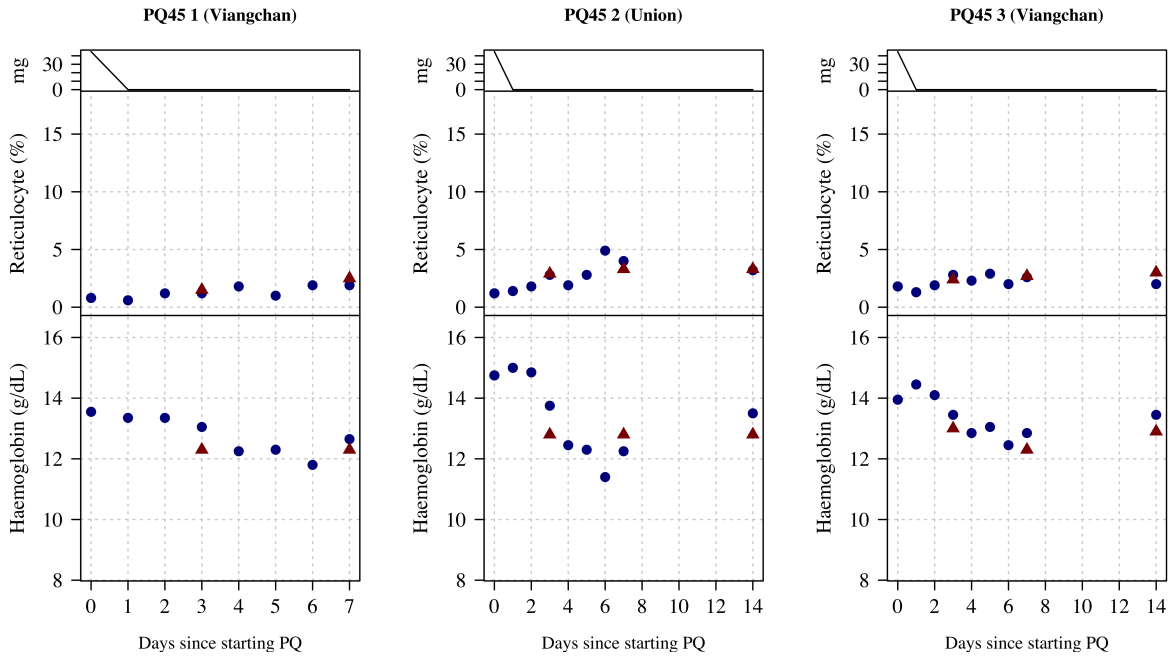 PQ45 1 (Viangchan)
mg
30
0
Reticulocyte (%)
15
10
5
0
Haemoglobin (g/dL)
16
14
12
10
8
0 1 2 3 4 5 6 7
Days since starting PQ
PQ45 2 (Union)
mg
30
0
Reticulocyte (%)
15
10
5
0
Haemoglobin (g/dL)
16
14
12
10
8
0 2 4 6 8 10 12 14
Days since starting PQ
PQ45 3 (Viangchan)
mg
30
0
Reticulocyte (%)
15
10
5
0
Haemoglobin (g/dL)
16
14
12
10
8
0 2 4 6 8 10 12 14
Days since starting PQ